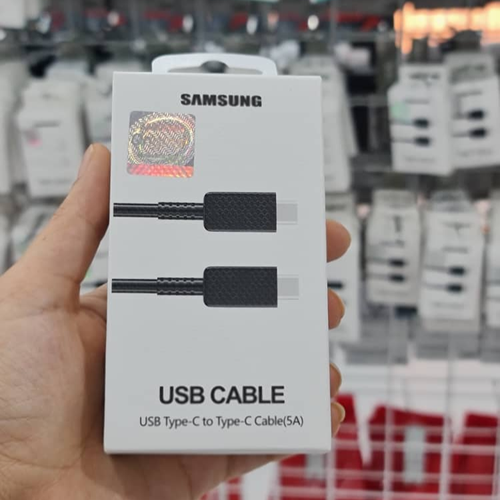 SAMSUNG
USB CABLE
USB Type-C to Type-C Cable(5A)